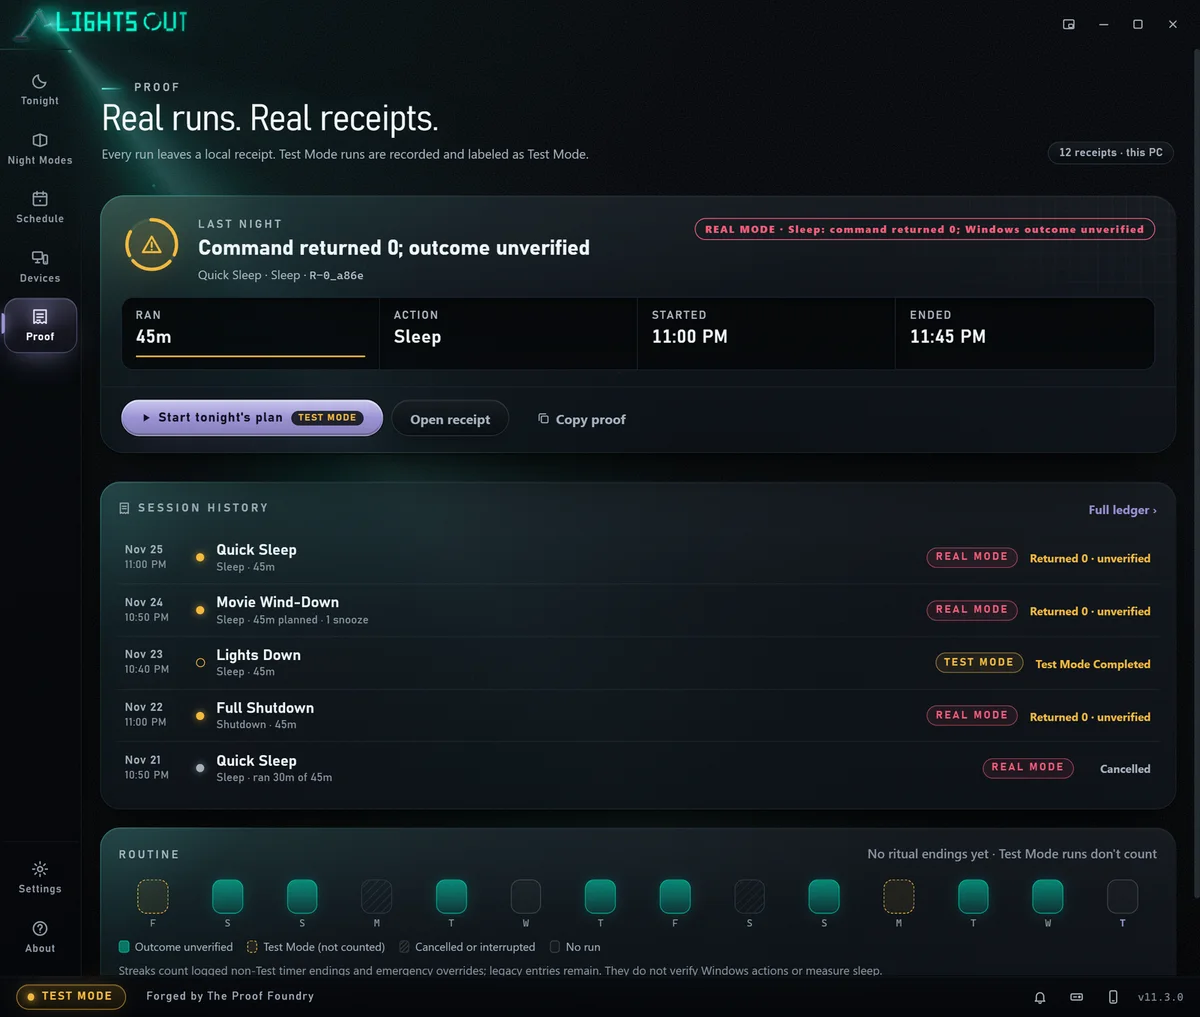 LIGHTS OUT
Tonight
Night Modes
Schedule
Devices
Proof
Settings
About
PROOF
Real runs. Real receipts.
Every run leaves a local receipt. Test Mode runs are recorded and labeled as Test Mode.
12 receipts · this PC
LAST NIGHT
Command returned 0; outcome unverified
Quick Sleep · Sleep · R-0_a86e
REAL MODE · Sleep: command returned 0; Windows outcome unverified
RAN
45m
ACTION
Sleep
STARTED
11:00 PM
ENDED
11:45 PM
Start tonight's plan TEST MODE
Open receipt
Copy proof
SESSION HISTORY
Full ledger ›
Nov 25
11:00 PM
Quick Sleep
Sleep · 45m
REAL MODE Returned 0 · unverified
Nov 24
10:50 PM
Movie Wind-Down
Sleep · 45m planned · 1 snooze
REAL MODE Returned 0 · unverified
Nov 23
10:40 PM
Lights Down
Sleep · 45m
TEST MODE Test Mode Completed
Nov 22
11:00 PM
Full Shutdown
Shutdown · 45m
REAL MODE Returned 0 · unverified
Nov 21
10:50 PM
Quick Sleep
Sleep · ran 30m of 45m
REAL MODE Cancelled
ROUTINE
No ritual endings yet · Test Mode runs don't count
F S S M T W T F S S M T W T
Outcome unverified Test Mode (not counted) Cancelled or interrupted No run
Streaks count logged non-Test timer endings and emergency overrides; legacy entries remain. They do not verify Windows actions or measure sleep.
TEST MODE
Forged by The Proof Foundry
v11.3.0